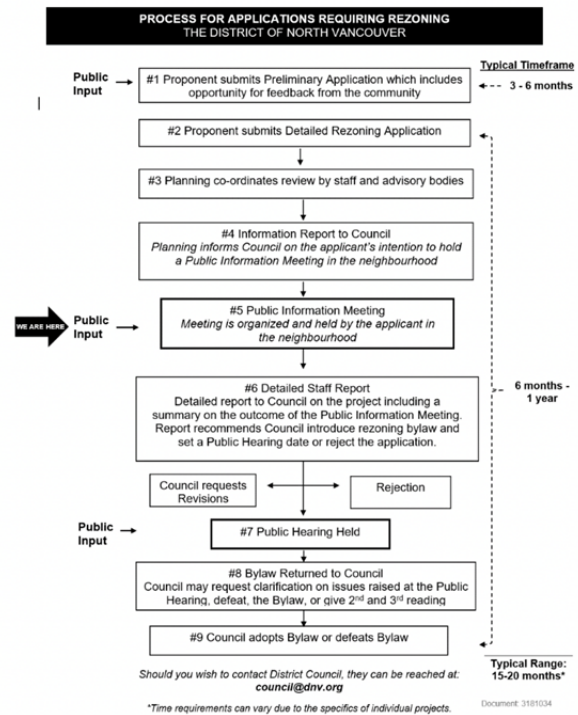 PROCESS FOR APPLICATIONS REQUIRING REZONING
THE DISTRICT OF NORTH VANCOUVER
Typical Timeframe
Public
Input
#1 Proponent submits Preliminary Application which includes
opportunity for feedback from the community
3 - 6 months
#2 Proponent submits Detailed Rezoning Application
#3 Planning co-ordinates review by staff and advisory bodies
#4 Information Report to Council
Planning informs Council on the applicant's intention to hold
a Public Information Meeting in the neighbourhood
WE ARE HERE
Public
Input
#5 Public Information Meeting
Meeting is organized and held by the applicant in
the neighbourhood
#6 Detailed Staff Report
Detailed report to Council on the project including a
summary on the outcome of the Public Information Meeting.
Report recommends Council introduce rezoning bylaw and
set a Public Hearing date or reject the application.
6 months
- 1 year
Council requests
Revisions
Rejection
Public
Input
#7 Public Hearing Held
#8 Bylaw Returned to Council
Council may request clarification on issues raised at the Public
Hearing, defeat, the Bylaw, or give 2nd and 3rd reading
#9 Council adopts Bylaw or defeats Bylaw
Typical Range:
15-20 months*
Should you wish to contact District Council, they can be reached at:
council@dnv.org
*Time requirements can vary due to the specifics of individual projects.
Document: 3181034